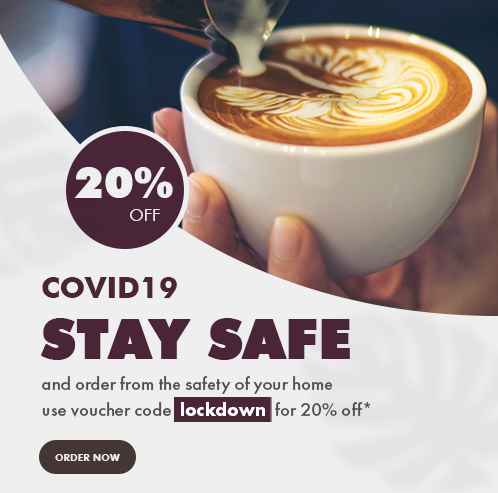 20%
OFF
COVID19
STAY SAFE
and order from the safety of your home
use voucher code lockdown for 20% off*
ORDER NOW